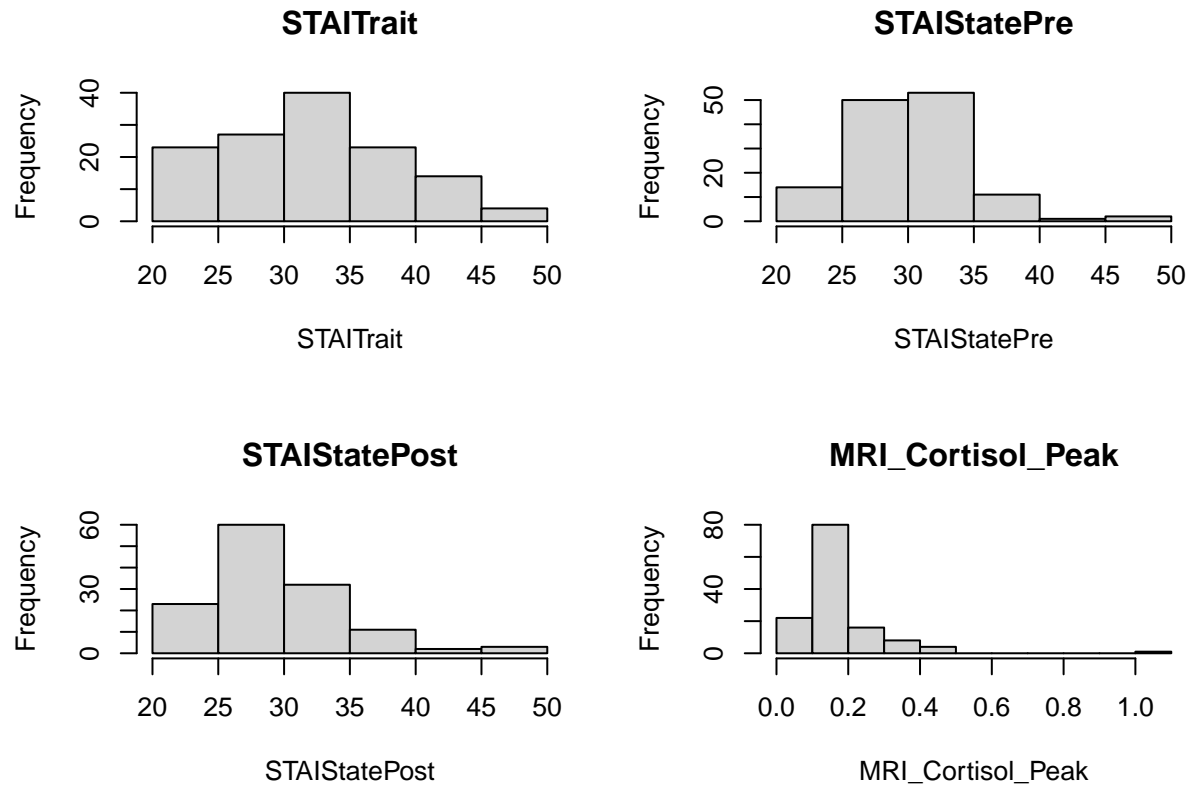 STAITrait
Frequency
0 20 40
20 25 30 35 40 45 50
STAITrait
STAIStatePre
Frequency
0 20 50
20 25 30 35 40 45 50
STAIStatePre
STAIStatePost
Frequency
0 30 60
20 25 30 35 40 45 50
STAIStatePost
MRI_Cortisol_Peak
Frequency
0 40 80
0.0 0.2 0.4 0.6 0.8 1.0
MRI_Cortisol_Peak